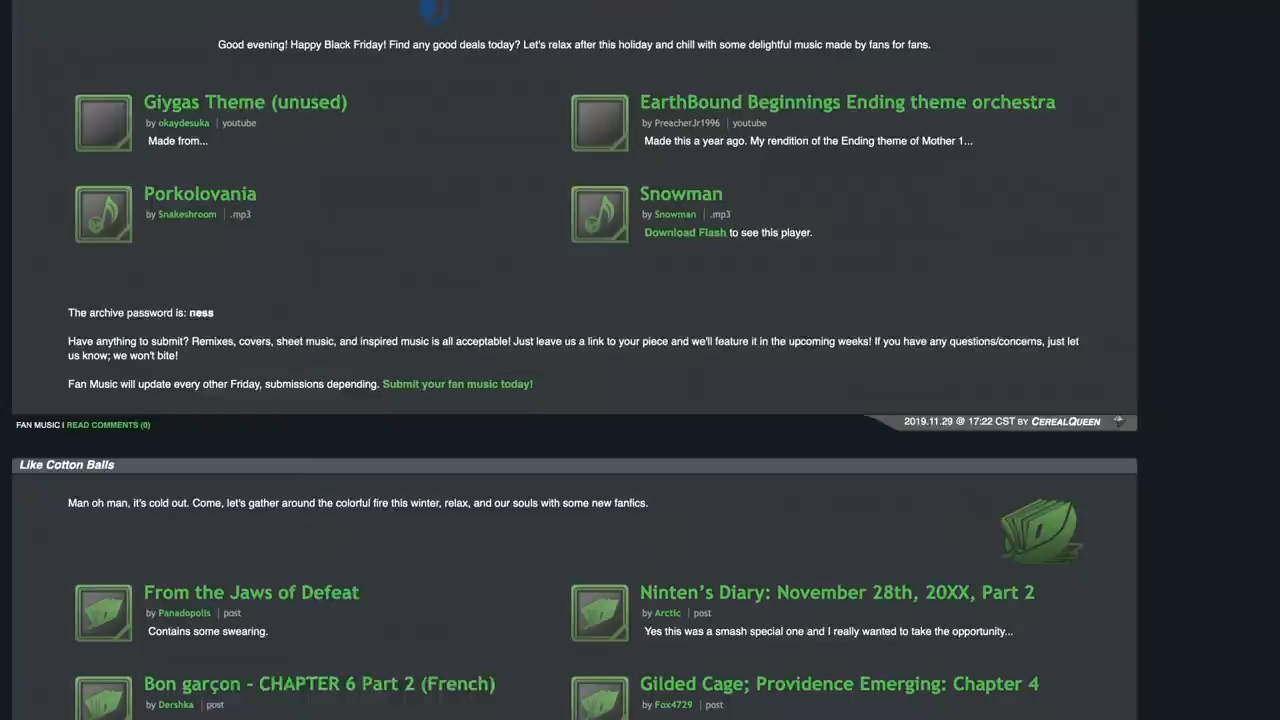 Good evening! Happy Black Friday! Find any good deals today? Let's relax after this holiday and chill with some delightful music made by fans for fans.
Giygas Theme (unused)
by okaydesuka | youtube
Made from...
EarthBound Beginnings Ending theme orchestra
by PreacherJr1996 | youtube
Made this a year ago. My rendition of the Ending theme of Mother 1...
Porkolovania
by Snakeshroom | .mp3
Snowman
by Snowman | .mp3
Download Flash to see this player.
The archive password is: ness
Have anything to submit? Remixes, covers, sheet music, and inspired music is all acceptable! Just leave us a link to your piece and we'll feature it in the upcoming weeks! If you have any questions/concerns, just let
us know; we won't bite!
Fan Music will update every other Friday, submissions depending. Submit your fan music today!
FAN MUSIC | READ COMMENTS (0)
2019.11.29 @ 17:22 CST BY CEREALQUEEN
Like Cotton Balls
Man oh man, it's cold out. Come, let's gather around the colorful fire this winter, relax, and our souls with some new fanfics.
From the Jaws of Defeat
by Panadopolis | post
Contains some swearing.
Ninten's Diary: November 28th, 20XX, Part 2
by Arctic | post
Yes this was a smash special one and I really wanted to take the opportunity...
Bon garçon - CHAPTER 6 Part 2 (French)
by Dershka | post
Gilded Cage; Providence Emerging: Chapter 4
by Fox4729 | post